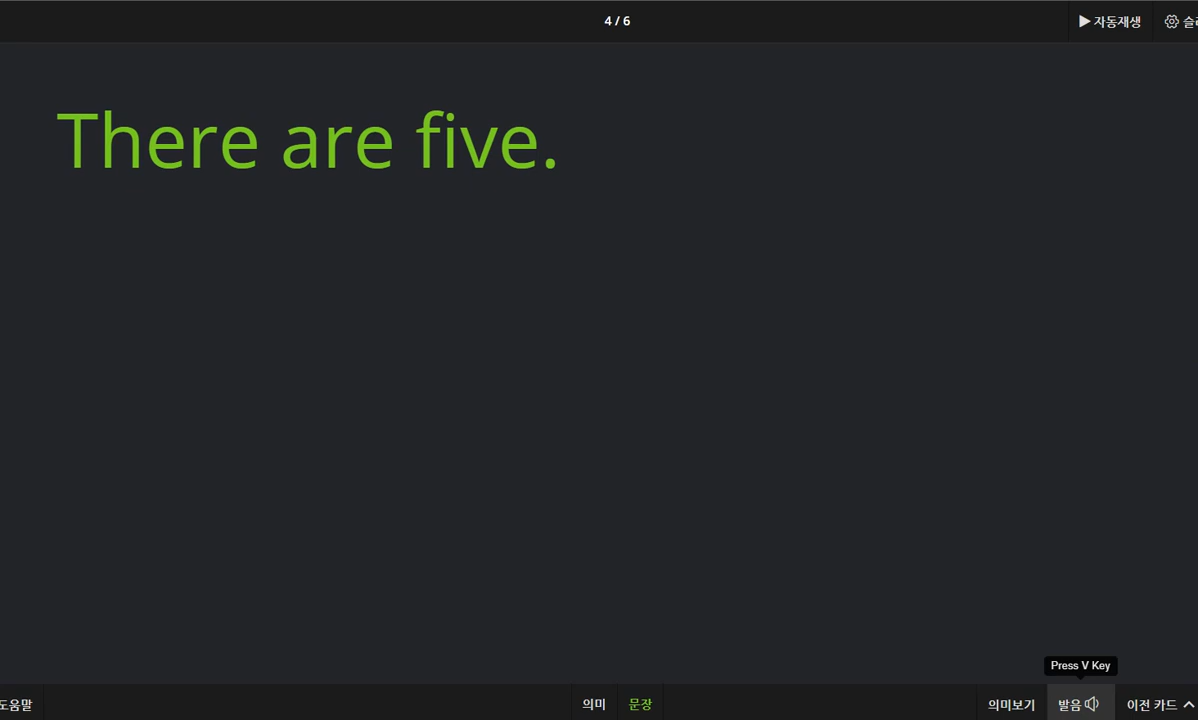 4 / 6
자동재생
There are five.
Press V Key
도움말
의미
문장
의미보기
발음
이전 카드